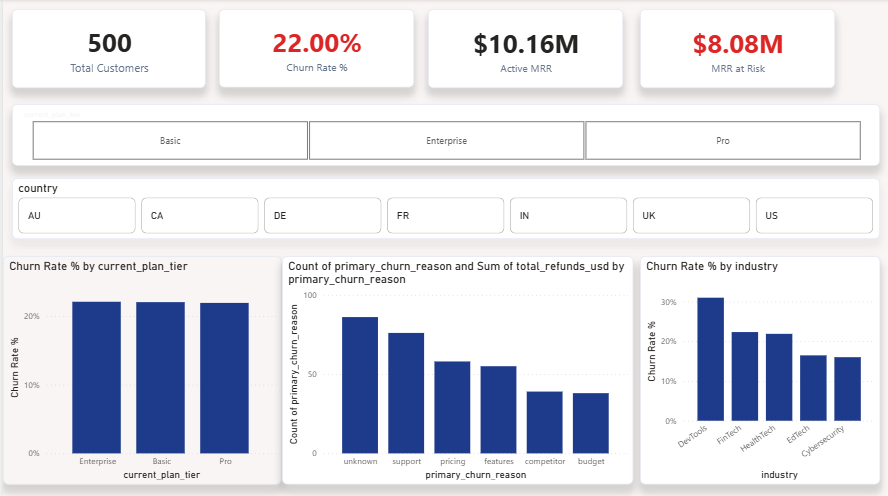 500
Total Customers
22.00%
Churn Rate %
$10.16M
Active MRR
$8.08M
MRR at Risk
Basic
Enterprise
Pro
country
AU
CA
DE
FR
IN
UK
US
Churn Rate % by current_plan_tier
Churn Rate %
20%
10%
0%
Enterprise
Basic
Pro
current_plan_tier
Count of primary_churn_reason and Sum of total_refunds_usd by
primary_churn_reason
Count of primary_churn_reason
100
50
0
unknown
support
pricing
features
competitor
budget
primary_churn_reason
Churn Rate % by industry
Churn Rate %
30%
20%
10%
0%
DevTools
FinTech
HealthTech
EdTech
Cybersecurity
industry